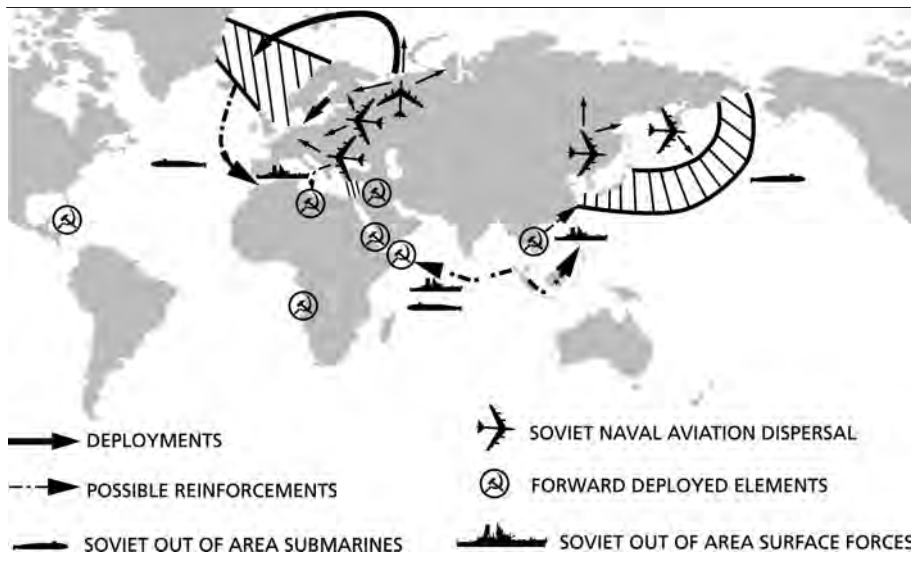 DEPLOYMENTS
POSSIBLE REINFORCEMENTS
SOVIET OUT OF AREA SUBMARINES
SOVIET NAVAL AVIATION DISPERSAL
FORWARD DEPLOYED ELEMENTS
SOVIET OUT OF AREA SURFACE FORCES